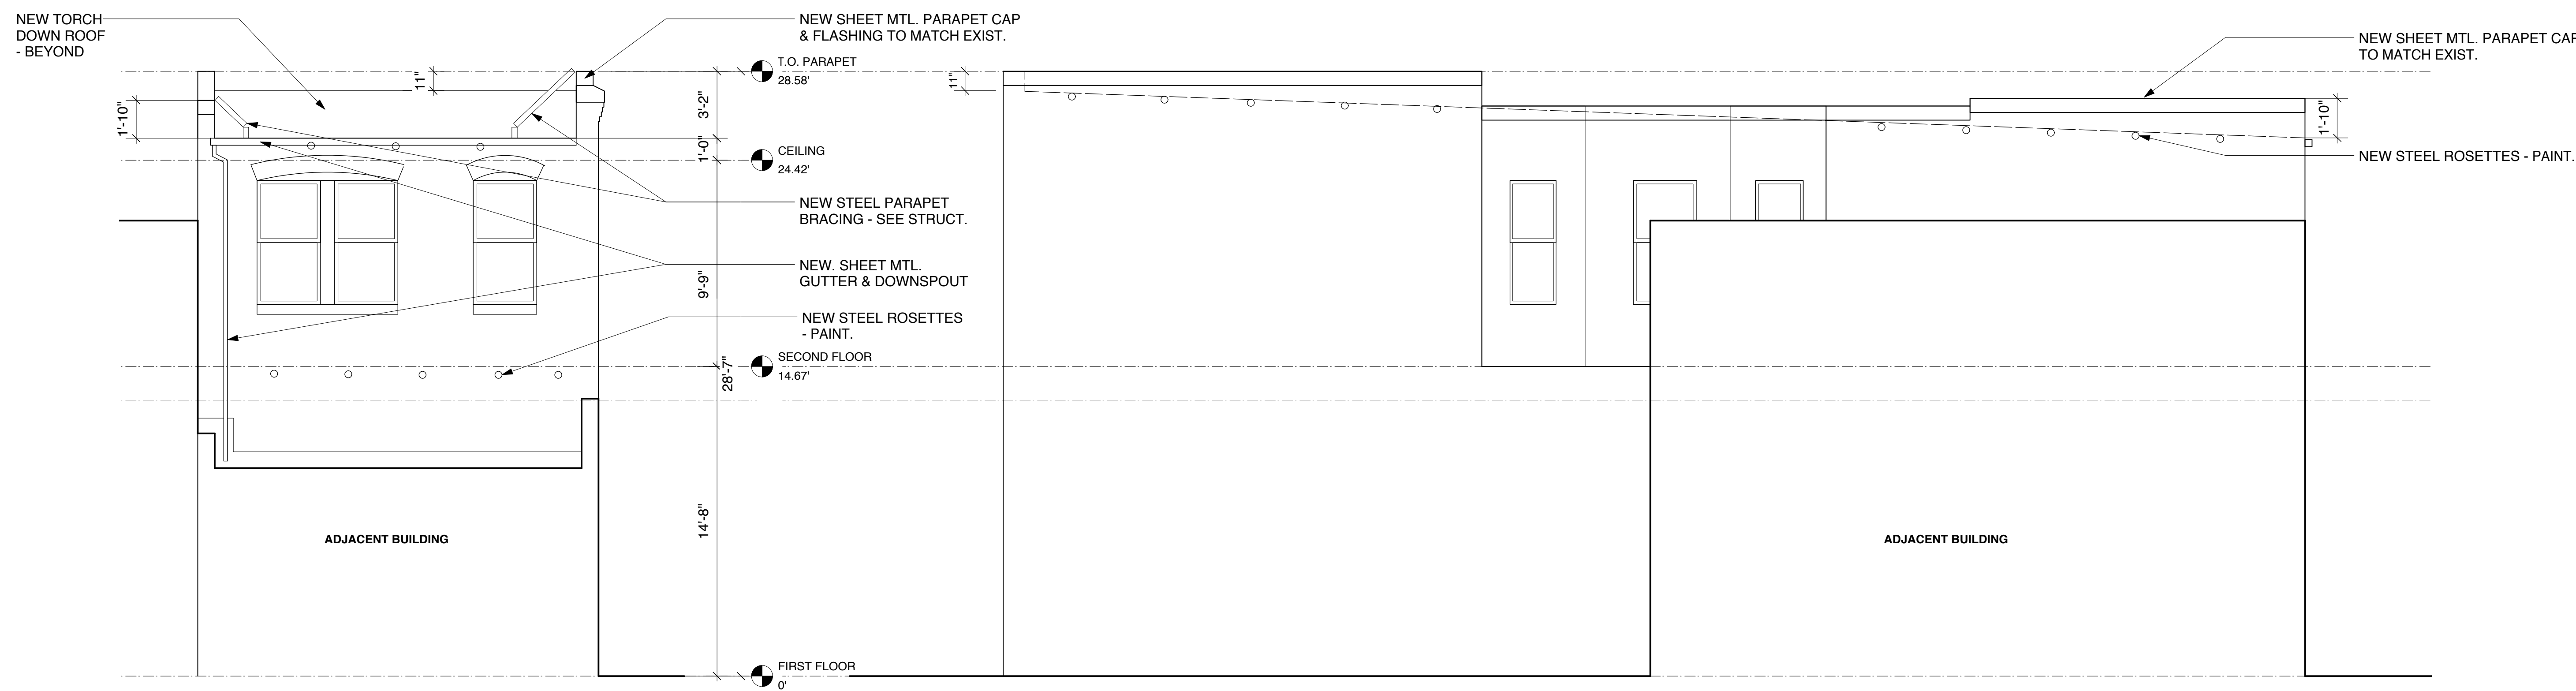 NEW TORCH
DOWN ROOF
- BEYOND
NEW SHEET MTL. PARAPET CAP
& FLASHING TO MATCH EXIST.
NEW SHEET MTL. PARAPET CAP
TO MATCH EXIST.
T.O. PARAPET
28.58'
11"
11"
3'-2"
1'-10"
1'-10"
1'-0"
CEILING
24.42'
NEW STEEL ROSETTES - PAINT.
NEW STEEL PARAPET
BRACING - SEE STRUCT.
9'-9"
NEW. SHEET MTL.
GUTTER & DOWNSPOUT
NEW STEEL ROSETTES
- PAINT.
SECOND FLOOR
14.67'
28'-7"
14'-8"
ADJACENT BUILDING
ADJACENT BUILDING
FIRST FLOOR
0'